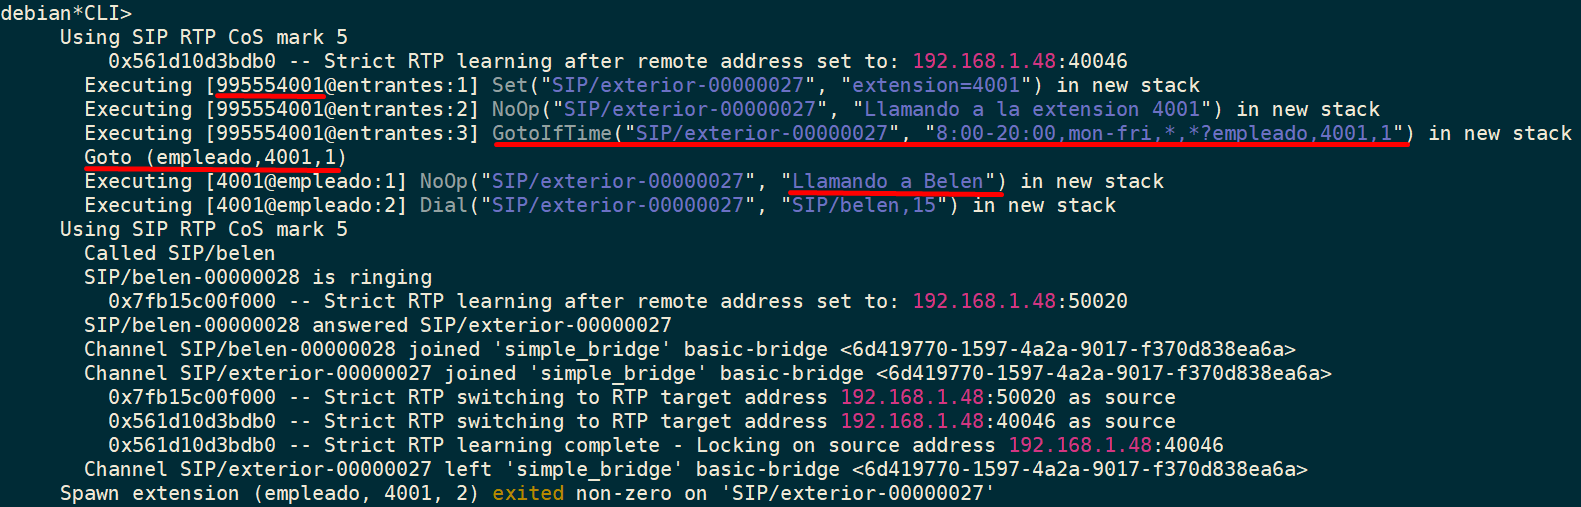 debian*CLI>
Using SIP RTP CoS mark 5
0x561d10d3bdb0 -- Strict RTP learning after remote address set to: 192.168.1.48:40046
Executing [995554001@entrantes:1] Set("SIP/exterior-00000027", "extension=4001") in new stack
Executing [995554001@entrantes:2] NoOp("SIP/exterior-00000027", "Llamando a la extension 4001") in new stack
Executing [995554001@entrantes:3] GotoIfTime("SIP/exterior-00000027", "8:00-20:00,mon-fri,*,*?empleado,4001,1") in new stack
Goto (empleado,4001,1)
Executing [4001@empleado:1] NoOp("SIP/exterior-00000027", "Llamando a Belen") in new stack
Executing [4001@empleado:2] Dial("SIP/exterior-00000027", "SIP/belen,15") in new stack
Using SIP RTP CoS mark 5
Called SIP/belen
SIP/belen-00000028 is ringing
0x7fb15c00f000 -- Strict RTP learning after remote address set to: 192.168.1.48:50020
SIP/belen-00000028 answered SIP/exterior-00000027
Channel SIP/belen-00000028 joined 'simple_bridge' basic-bridge <6d419770-1597-4a2a-9017-f370d838ea6a>
Channel SIP/exterior-00000027 joined 'simple_bridge' basic-bridge <6d419770-1597-4a2a-9017-f370d838ea6a>
0x7fb15c00f000 -- Strict RTP switching to RTP target address 192.168.1.48:50020 as source
0x561d10d3bdb0 -- Strict RTP switching to RTP target address 192.168.1.48:40046 as source
0x561d10d3bdb0 -- Strict RTP learning complete - Locking on source address 192.168.1.48:40046
Channel SIP/exterior-00000027 left 'simple_bridge' basic-bridge <6d419770-1597-4a2a-9017-f370d838ea6a>
Spawn extension (empleado, 4001, 2) exited non-zero on 'SIP/exterior-00000027'